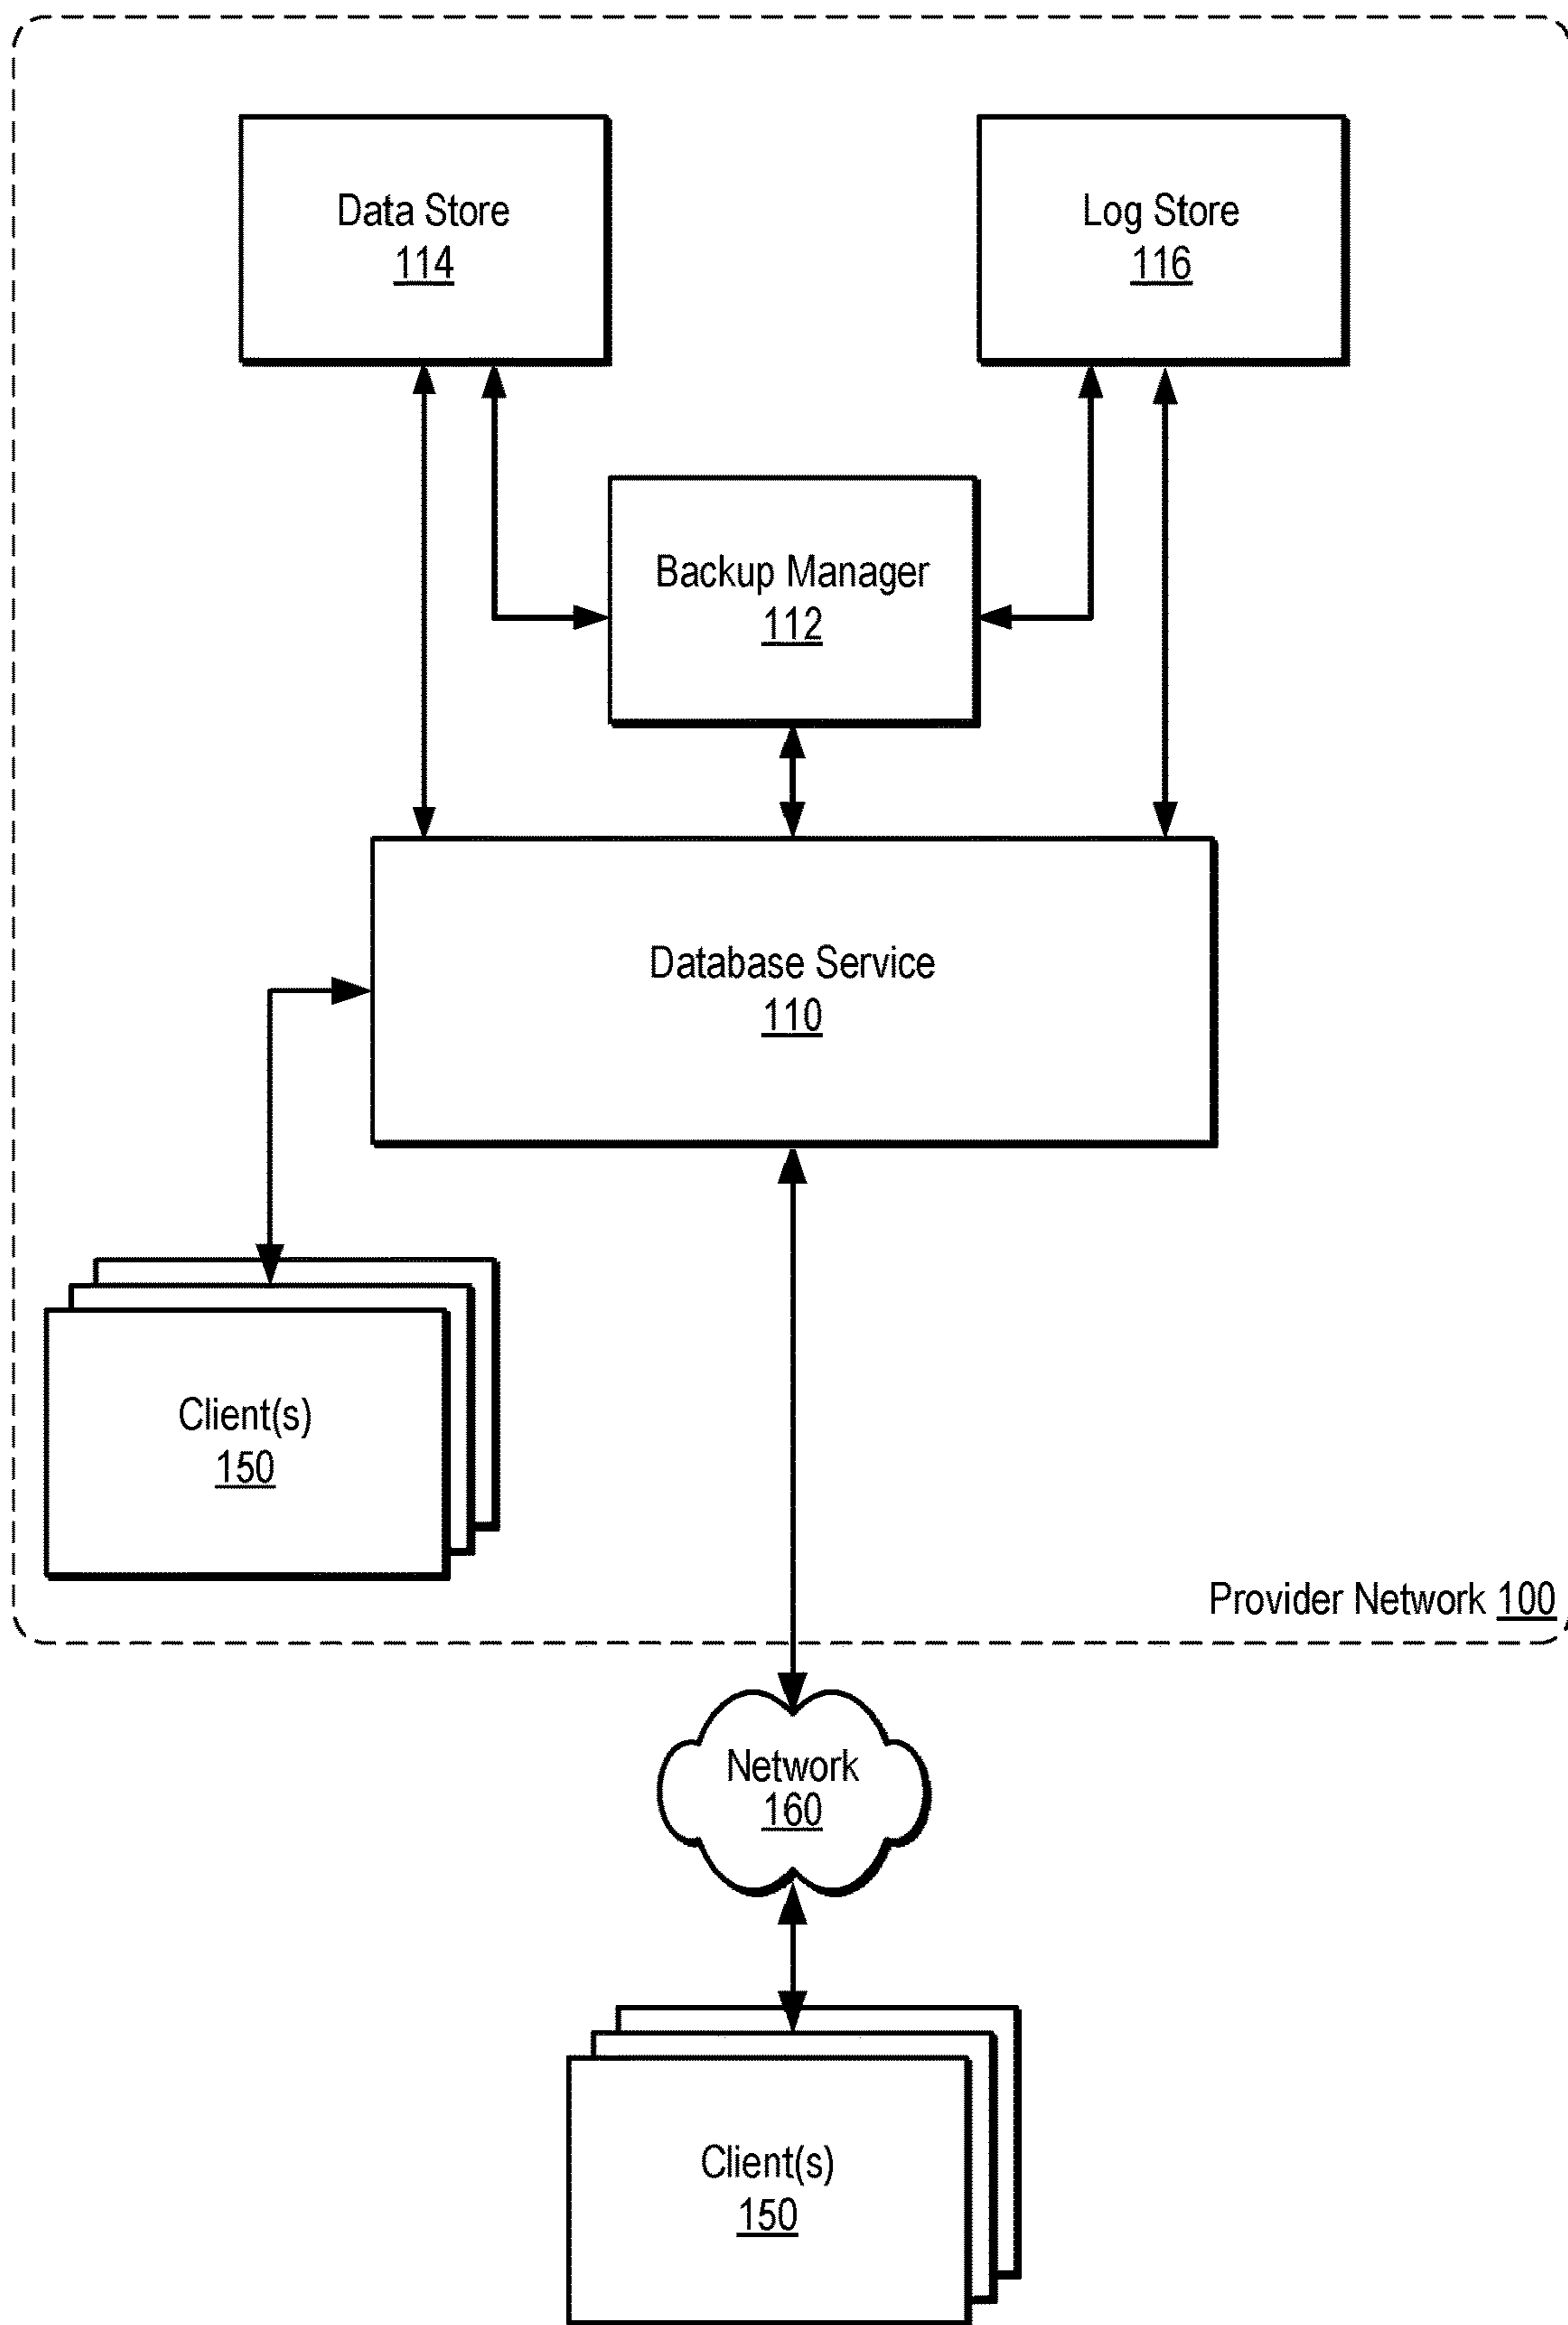 Data Store
114
Log Store
116
Backup Manager
112
Database Service
110
Client(s)
150
Provider Network 100
Network
160
Client(s)
150